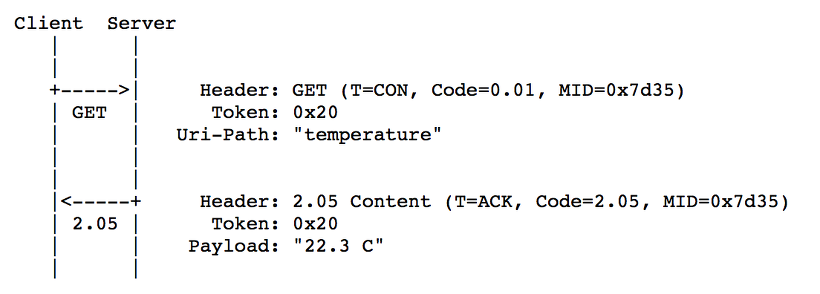 Client  Server
   |      |
   |      |
   +----->|     Header: GET (T=CON, Code=0.01, MID=0x7d35)
   | GET  |      Token: 0x20
   |      |   Uri-Path: "temperature"
   |      |
   |      |
   |<-----+     Header: 2.05 Content (T=ACK, Code=2.05, MID=0x7d35)
   | 2.05 |      Token: 0x20
   |      |    Payload: "22.3 C"
   |      |